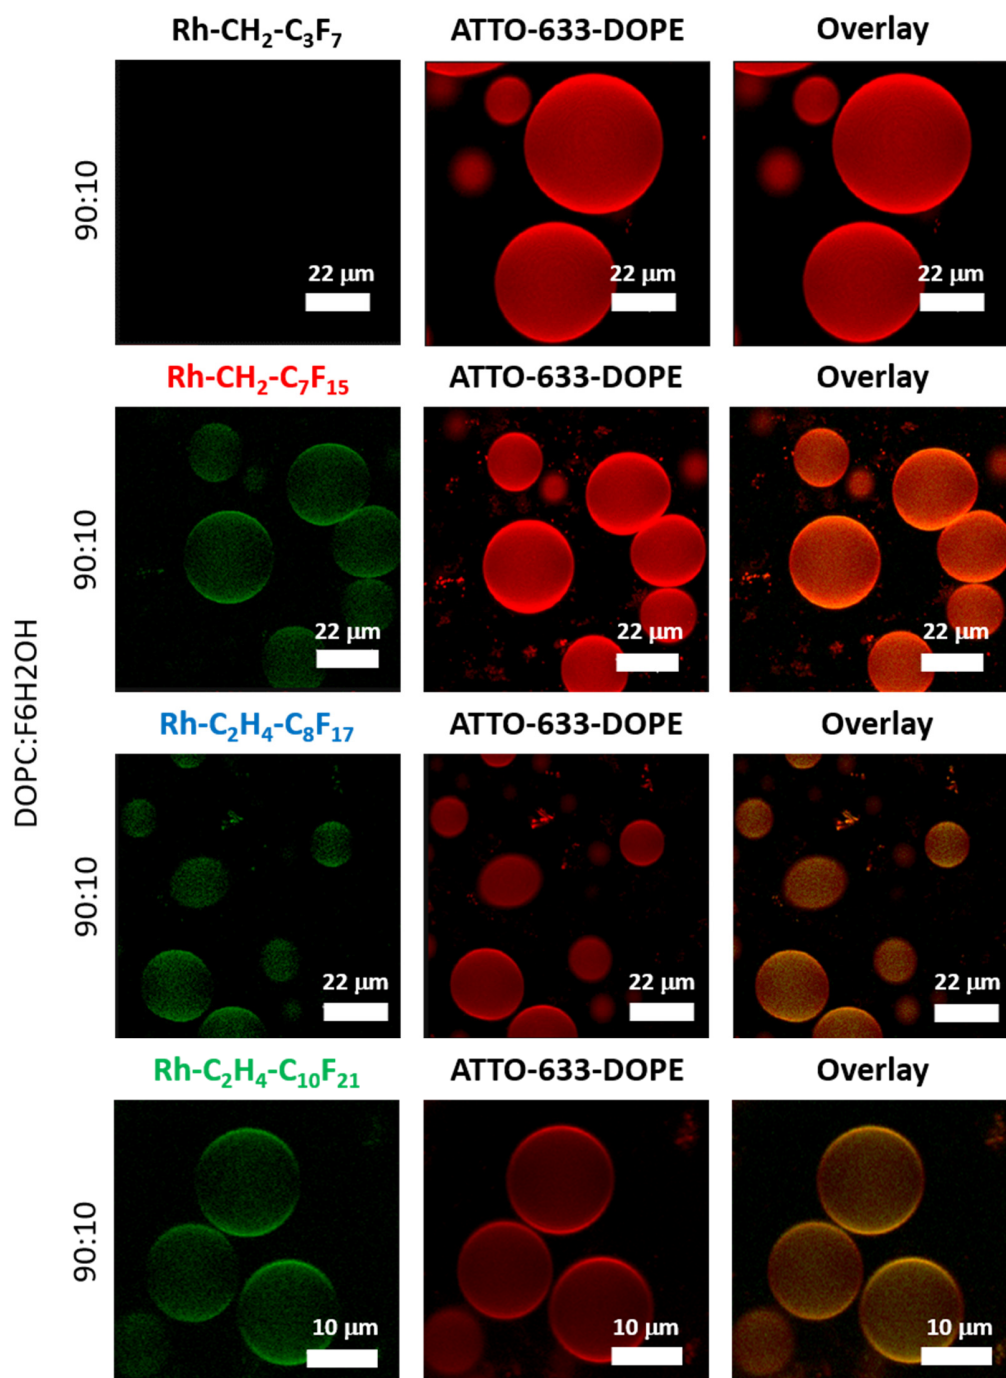 Rh-CH₂-C₃F₇ ATTO-633-DOPE Overlay
90:10
22 μm 22 μm 22 μm
Rh-CH₂-C₇F₁₅ ATTO-633-DOPE Overlay
90:10
22 μm 22 μm 22 μm
DOPC:F6H2OH
Rh-C₂H₄-C₈F₁₇ ATTO-633-DOPE Overlay
90:10
22 μm 22 μm 22 μm
Rh-C₂H₄-C₁₀F₂₁ ATTO-633-DOPE Overlay
90:10
10 μm 10 μm 10 μm